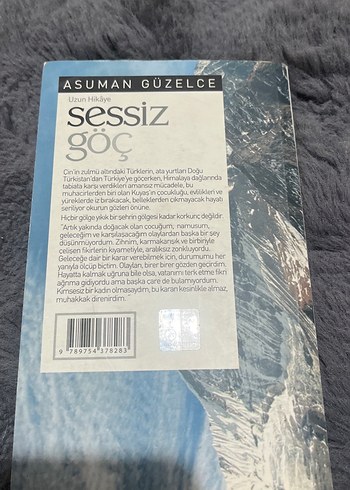 ASUMAN GÜZELCE
Uzun Hikâye
sessiz
göç
Çin'in zulmü altındaki Türklerin, ata yurtları Doğu
Türkistan'dan Türkiye'ye göçerken, Himalaya dağlarında
tabiata karşı verdikleri amansız mücadele, bu
muhacirlerden biri olan Kuyaş'ın çocukluğu, evlilikleri ve
yüreklerde iz bırakacak, belleklerden çıkmayacak hayatı
seriliyor okurun gözleri önüne.
Hiçbir gölge yıkık bir şehrin gölgesi kadar korkunç değildir.
"Artık yakında doğacak olan çocuğum, namusum,
geleceğim ve karşılaşacağım olaylardan başka bir şey
düşünmüyordum. Zihnim, karmakarışık ve birbiriyle
çelişen fikirlerin kıyametiyle, aralıksız zonkluyordu.
Geleceğe dair bir karar verebilmek için, durumumu her
yanıyla ölçüp biçtim. Olayları, birer birer gözden geçirdim.
Hayatta kalmak uğruna bile olsa, vatanımı terk etme fikri
ağrıma gidiyordu ama başka çare de bulamıyordum.
Kimsesiz bir kadın olmasaydım, bu kararı kesinlikle almaz,
muhakkak direnirdim..."
9 789754 378283